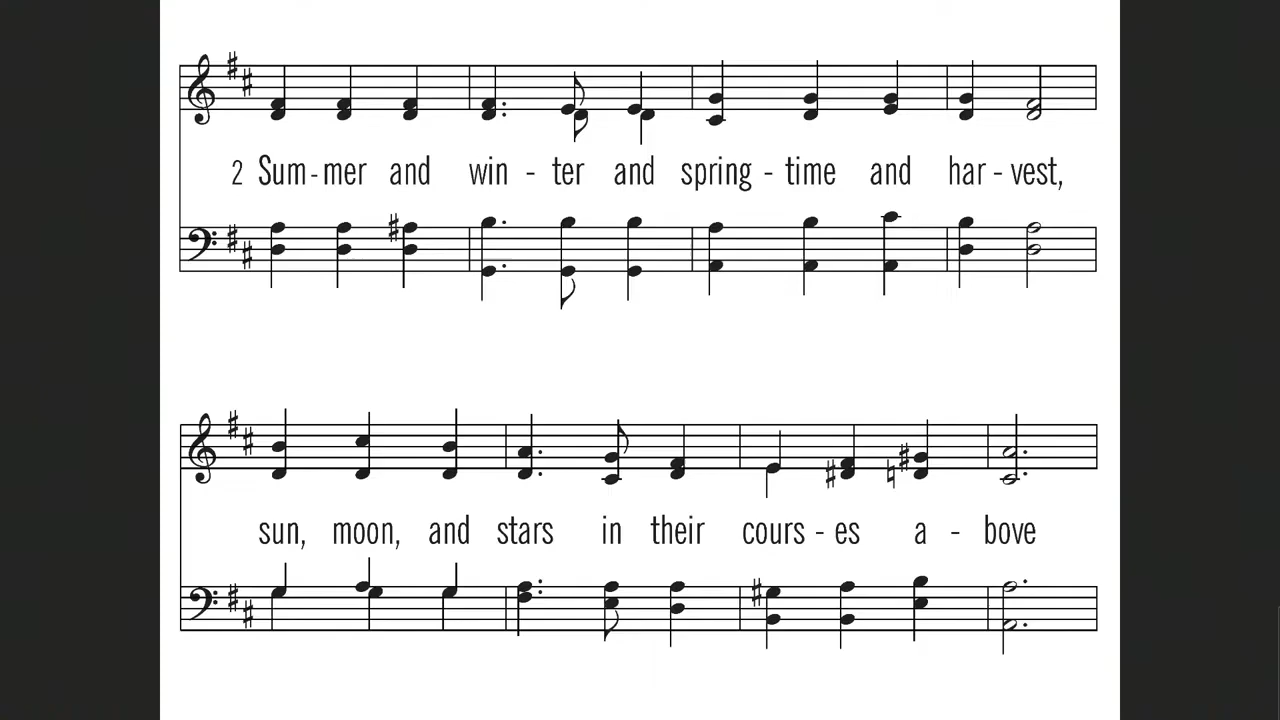 2 Sum-mer and win - ter and spring - time and har-vest,
sun, moon, and stars in their cours - es a - bove